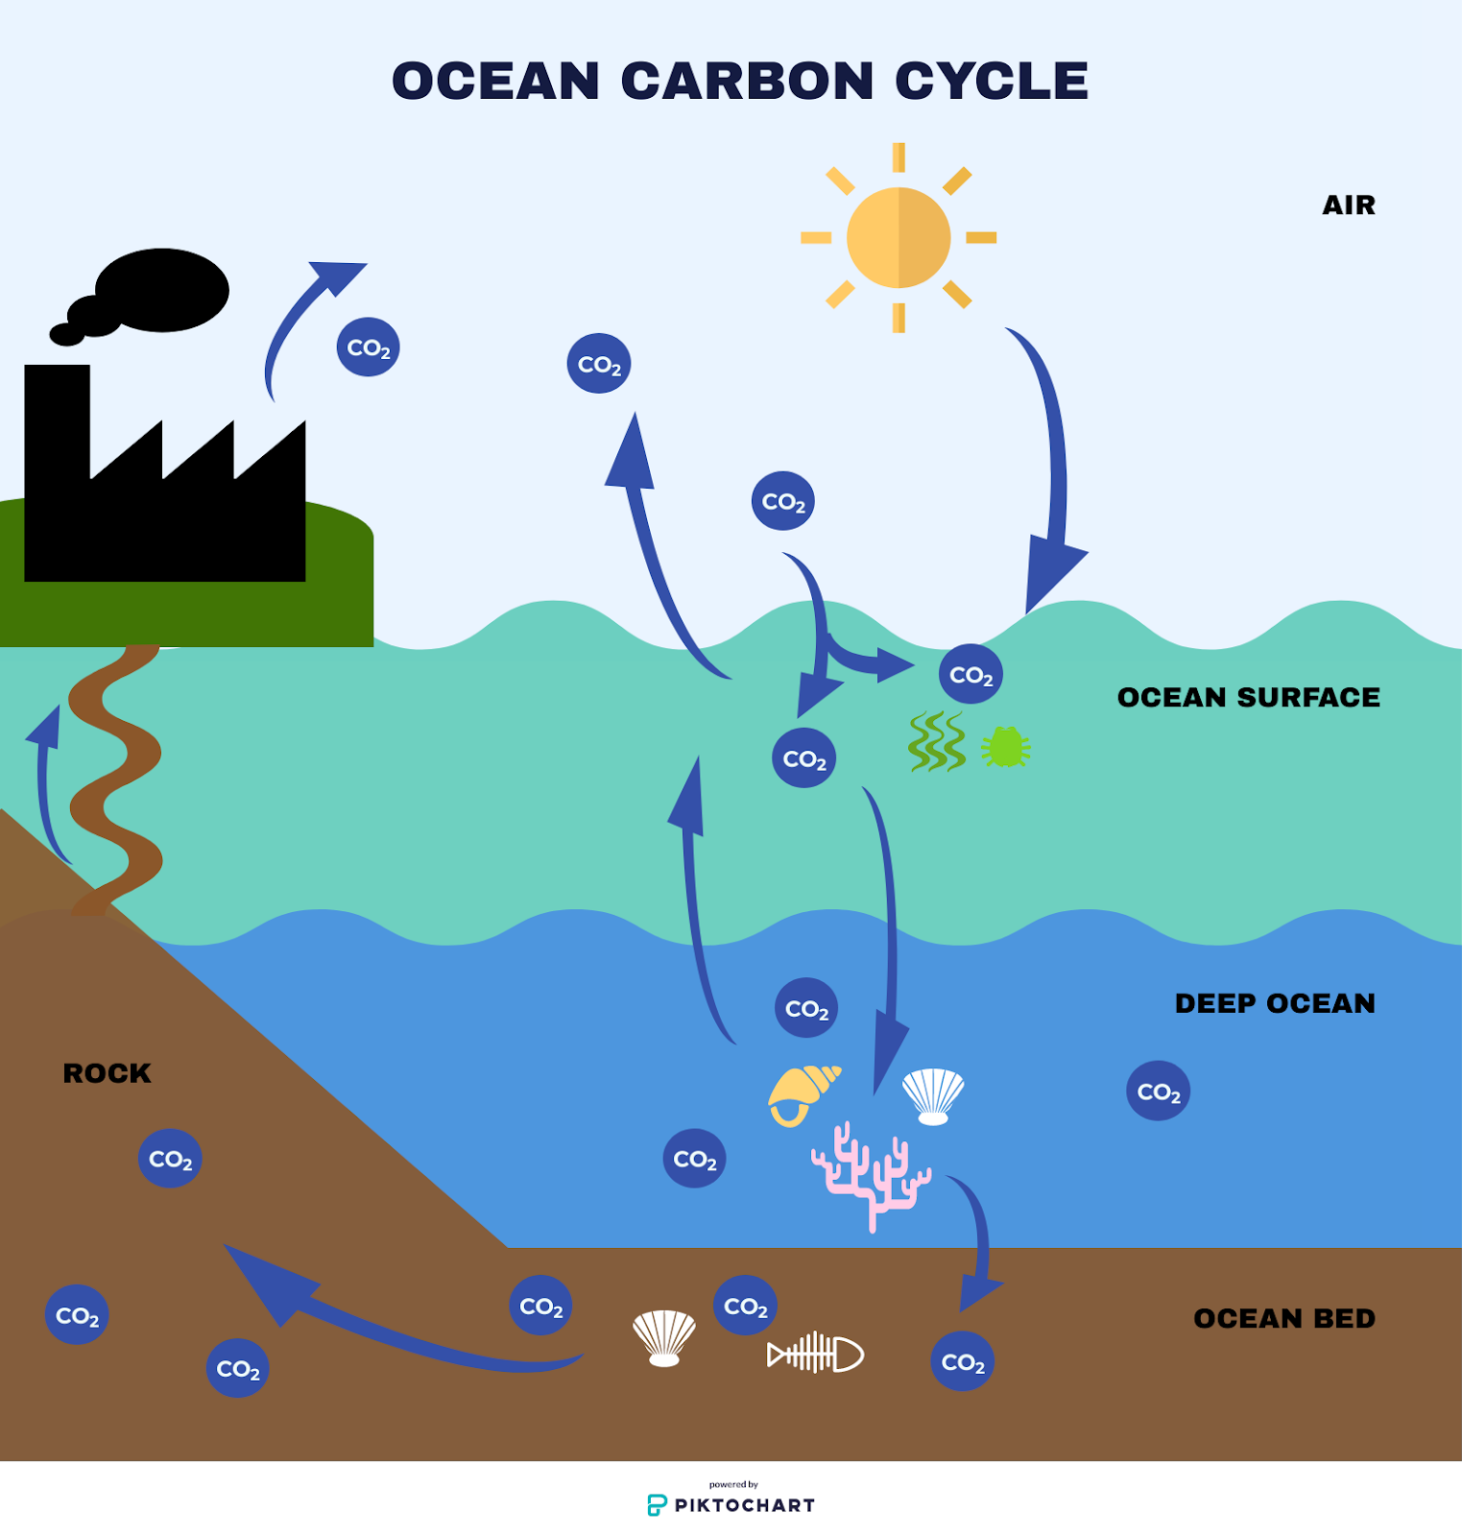 OCEAN CARBON CYCLE
AIR
CO₂
CO₂
CO₂
CO₂
OCEAN SURFACE
CO₂
DEEP OCEAN
CO₂
ROCK
CO₂
CO₂
CO₂
CO₂
CO₂
OCEAN BED
CO₂
CO₂
CO₂
powered by
PIKTOCHART